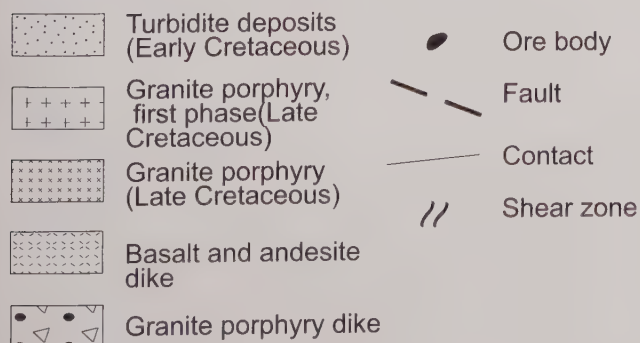 Turbidite deposits
(Early Cretaceous)
Granite porphyry,
first phase(Late
Cretaceous)
Granite porphyry
(Late Cretaceous)
Basalt and andesite
dike
Granite porphyry dike
Ore body
Fault
Contact
Shear zone